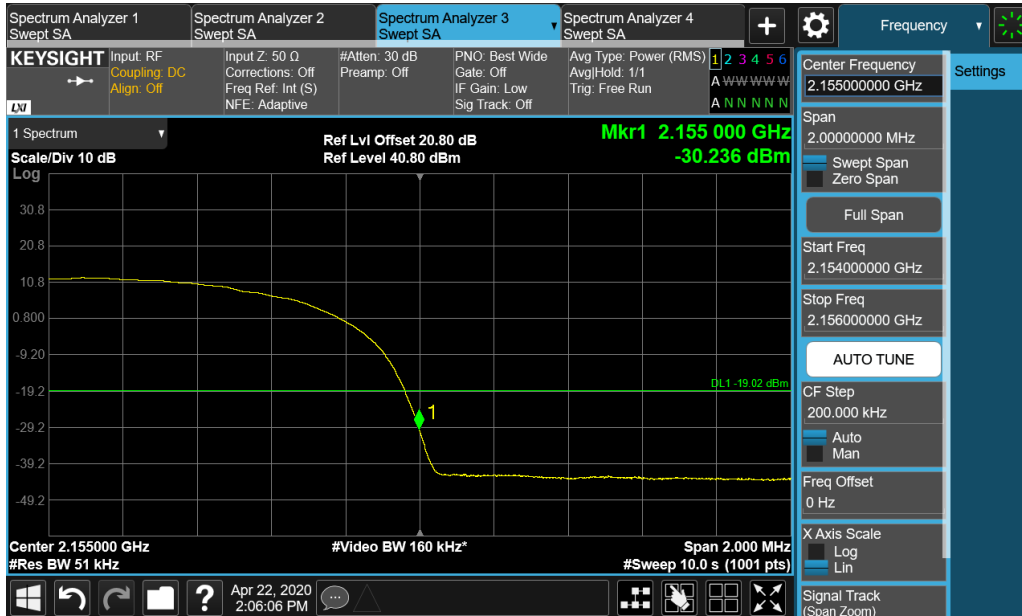 Spectrum Analyzer 1
Swept SA
Spectrum Analyzer 2
Swept SA
Spectrum Analyzer 3
Swept SA
Spectrum Analyzer 4
Swept SA
+
Frequency
KEYSIGHT
LXI
Input: RF
Coupling: DC
Align: Off
Input Z: 50 Ω
Corrections: Off
Freq Ref: Int (S)
NFE: Adaptive
#Atten: 30 dB
Preamp: Off
PNO: Best Wide
Gate: Off
IF Gain: Low
Sig Track: Off
Avg Type: Power (RMS)
Avg|Hold: 1/1
Trig: Free Run
1 2 3 4 5 6
A W W W W W
A N N N N N
1 Spectrum
Scale/Div 10 dB
Log
Ref Lvl Offset 20.80 dB
Ref Level 40.80 dBm
Mkr1 2.155 000 GHz
-30.236 dBm
30.8
20.8
10.8
0.800
-9.20
-19.2
-29.2
-39.2
-49.2
DL1 -19.02 dBm
1
Center 2.155000 GHz
#Res BW 51 kHz
#Video BW 160 kHz*
Span 2.000 MHz
#Sweep 10.0 s (1001 pts)
Center Frequency
2.155000000 GHz
Span
2.00000000 MHz
Swept Span
Zero Span
Full Span
Start Freq
2.154000000 GHz
Stop Freq
2.156000000 GHz
AUTO TUNE
CF Step
200.000 kHz
Auto
Man
Freq Offset
0 Hz
X Axis Scale
Log
Lin
Signal Track
(Span Zoom)
Settings
?
Apr 22, 2020
2:06:06 PM